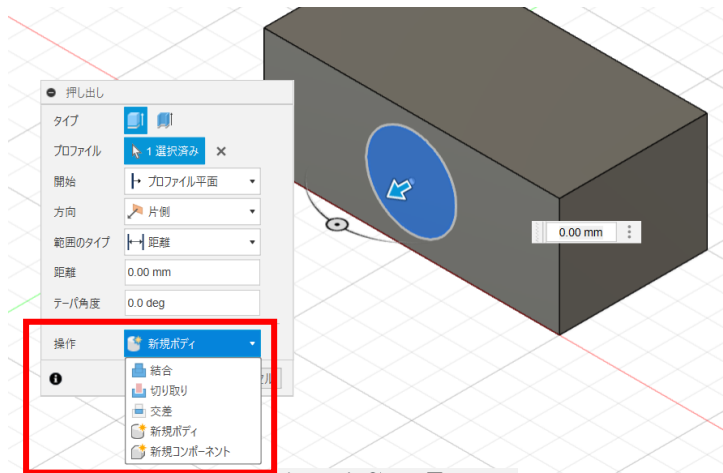 押し出し
タイプ
プロファイル 1 選択済み
開始 プロファイル平面
方向 片側
範囲のタイプ 距離
距離 0.00 mm
テーパ角度 0.0 deg
操作 新規ボディ
結合
切り取り
交差
新規ボディ
新規コンポーネント
0.00 mm